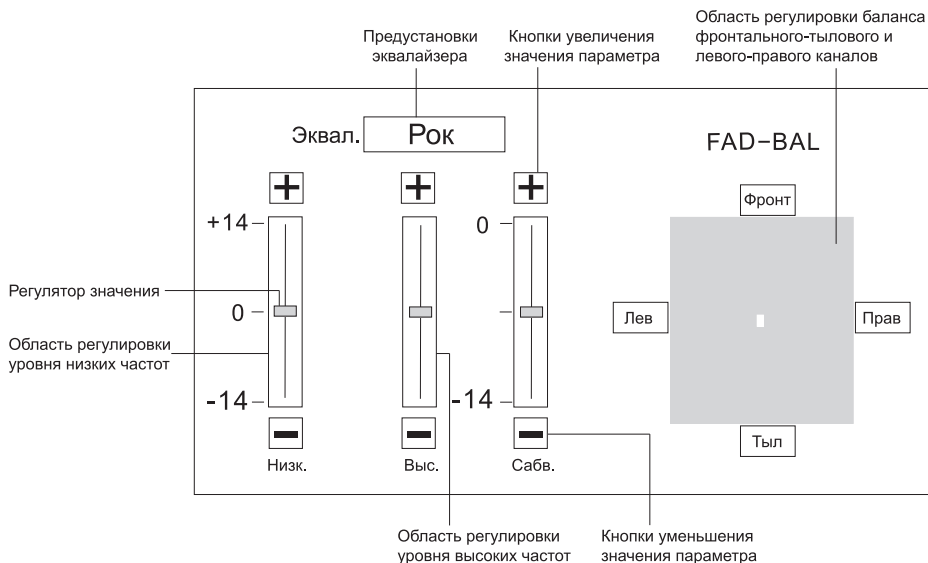 Предустановки
эквалайзера
Кнопки увеличения
значения параметра
Область регулировки баланса
фронтального-тылового и
левого-правого каналов
Эквал.
Рок
FAD-BAL
Фронт
+14
0
Регулятор значения
0
Лев
Прав
Область регулировки
уровня низких частот
-14
-14
Тыл
Низк.
Выс.
Сабв.
Область регулировки
уровня высоких частот
Кнопки уменьшения
значения параметра